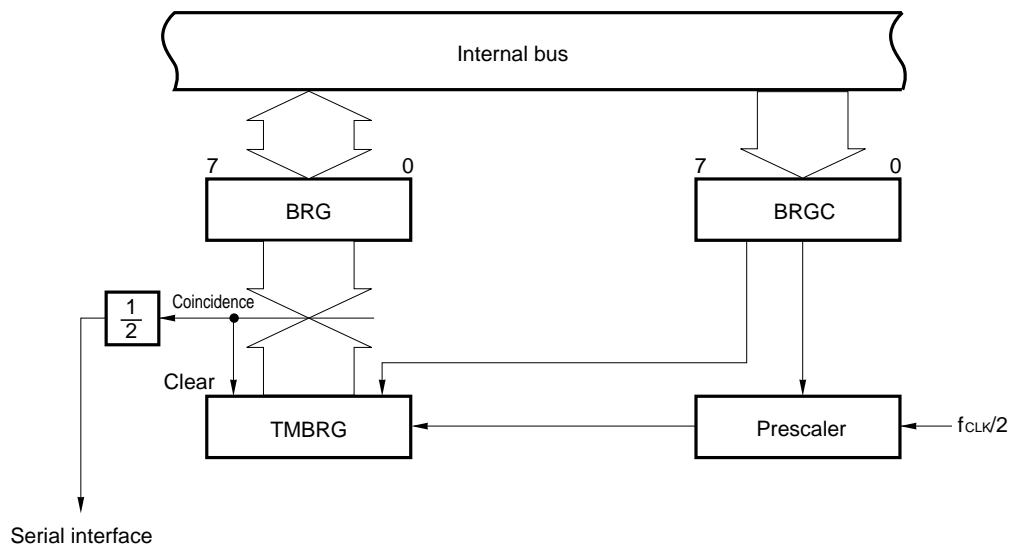 Internal bus
7
0
BRG
7
0
BRGC
1
2
Coincidence
Clear
TMBRG
Prescaler
fCLK/2
Serial interface